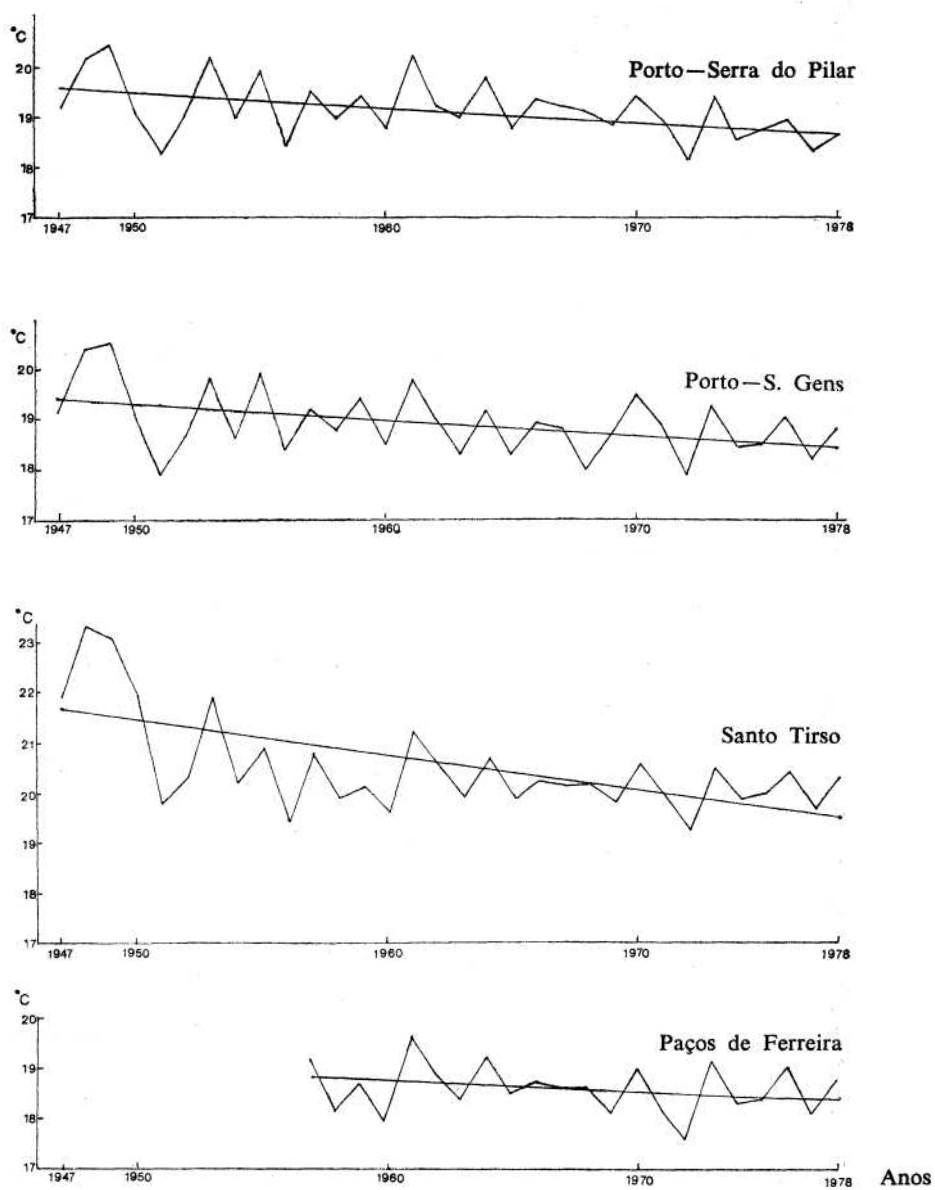 °C
Porto—Serra do Pilar
20
19
18
17
1947 1950 1960 1970 1978
°C
Porto—S. Gens
20
19
18
17
1947 1950 1960 1970 1978
°C
23
22
Santo Tirso
21
20
19
18
17
1947 1950 1960 1970 1978
°C
20
Paços de Ferreira
19
18
17
1947 1950 1960 1970 1978 Anos